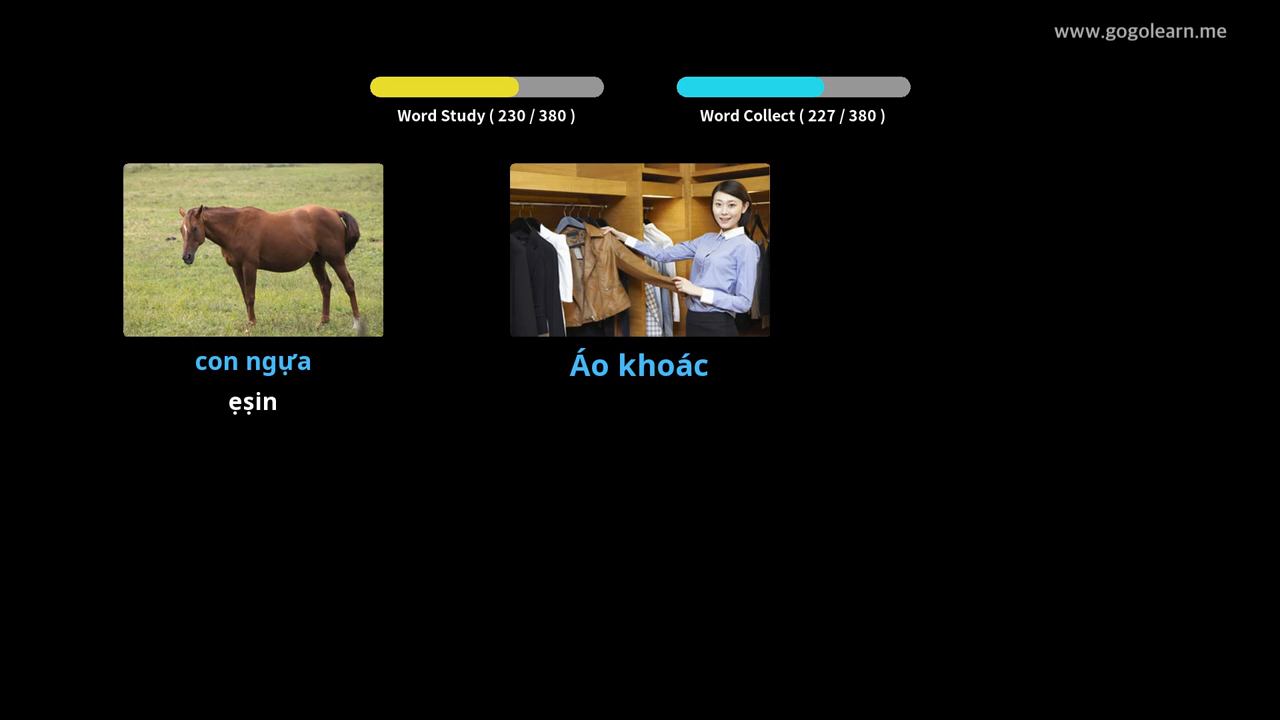 www.gogolearn.me
Word Study ( 230 / 380 )
Word Collect ( 227 / 380 )
con ngựa
ẹṣin
Áo khoác